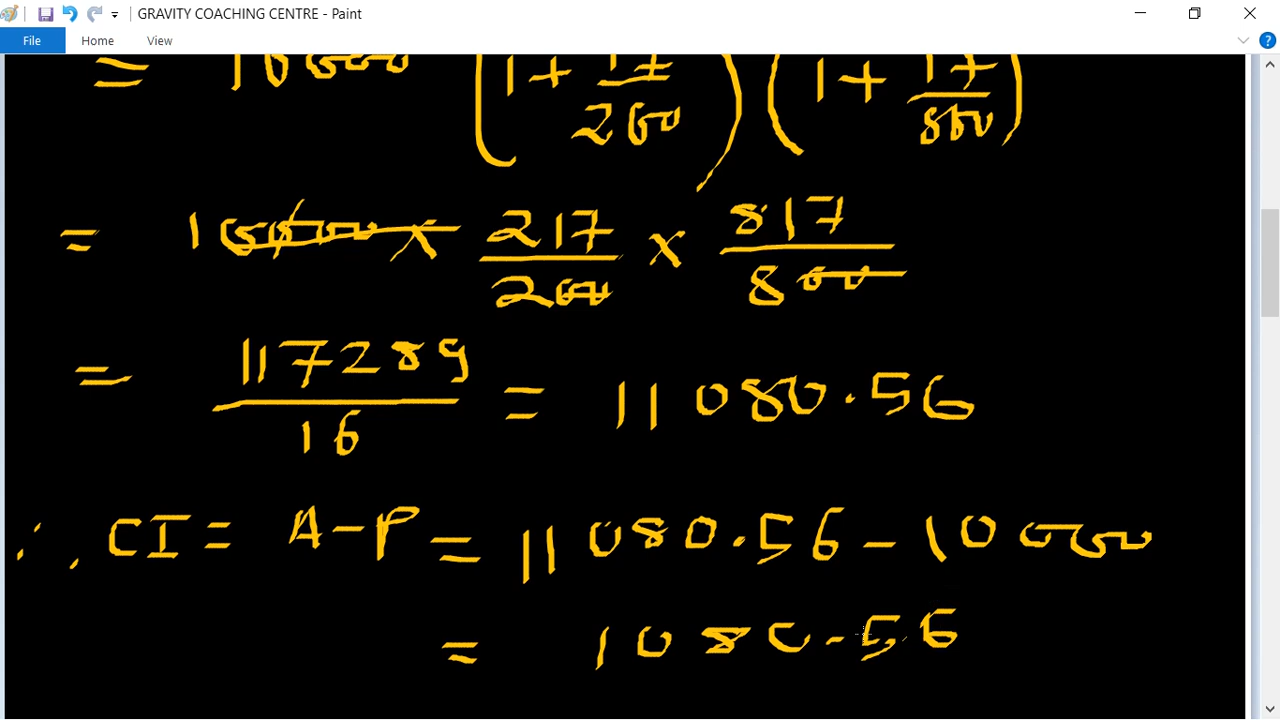 GRAVITY COACHING CENTRE - Paint
File Home View
= 10000 (1 + 17/200) (1 + 17/800)
= 10000 × 217/200 × 817/800
= 117289/16 = 11080.56
∴ CI = A - P = 11080.56 - 10000
= 1080.56